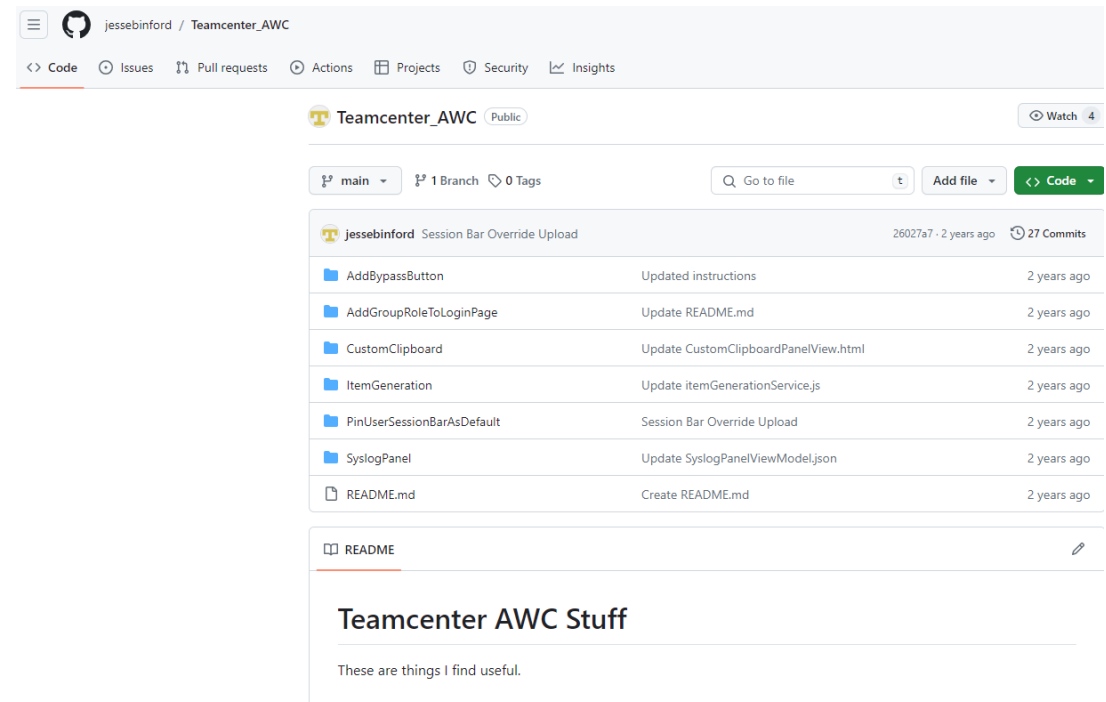 jessebinford / Teamcenter_AWC
Code Issues Pull requests Actions Projects Security Insights
Teamcenter_AWC Public Watch 4
main 1 Branch 0 Tags Go to file t Add file Code
jessebinford Session Bar Override Upload 26027a7 · 2 years ago 27 Commits
AddBypassButton Updated instructions 2 years ago
AddGroupRoleToLoginPage Update README.md 2 years ago
CustomClipboard Update CustomClipboardPanelView.html 2 years ago
ItemGeneration Update itemGenerationService.js 2 years ago
PinUserSessionBarAsDefault Session Bar Override Upload 2 years ago
SyslogPanel Update SyslogPanelViewModel.json 2 years ago
README.md Create README.md 2 years ago
README
Teamcenter AWC Stuff
These are things I find useful.